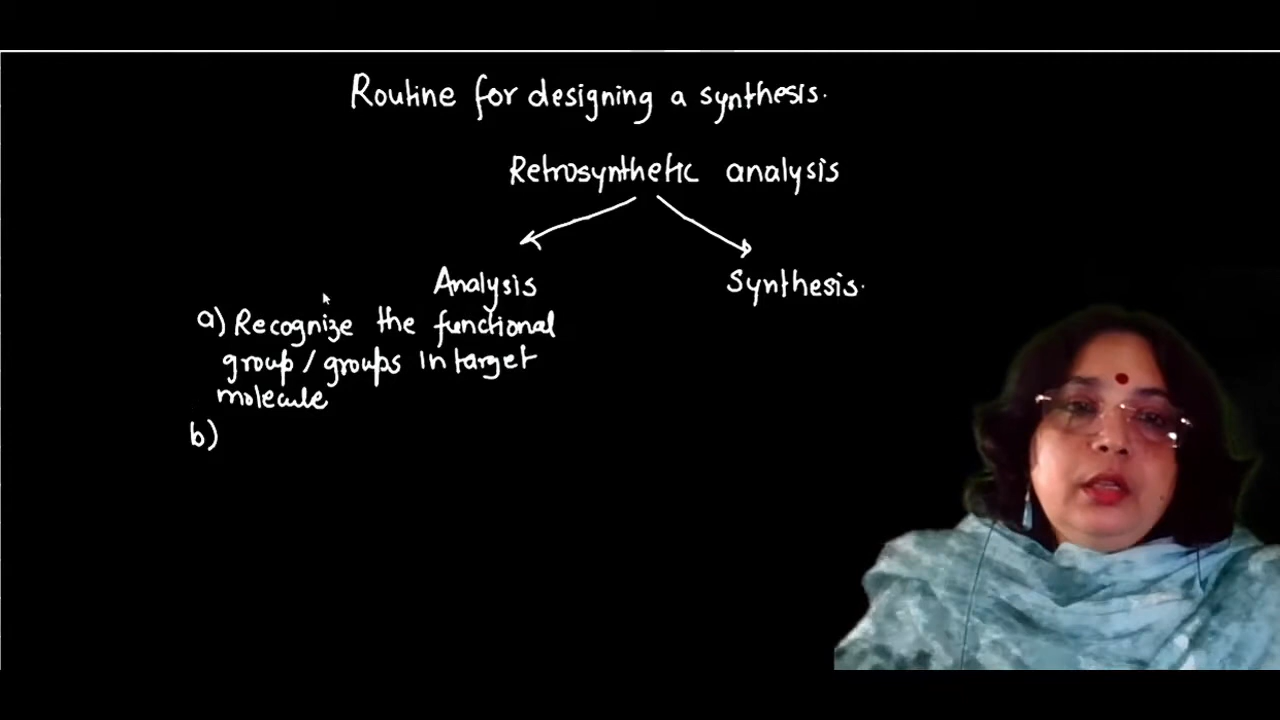 Routine for designing a synthesis.
Retrosynthetic analysis
Analysis
Synthesis.
a) Recognize the functional
group / groups in target
molecule
b)